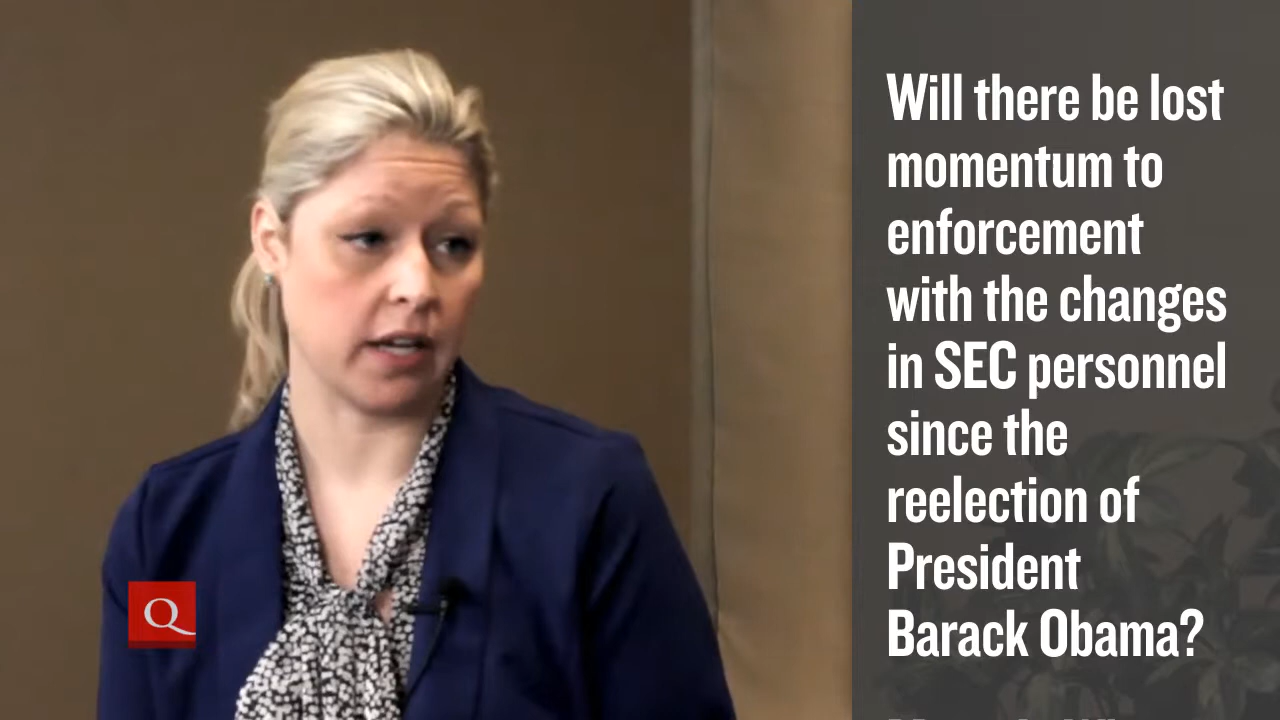 Will there be lost
momentum to
enforcement
with the changes
in SEC personnel
since the
reelection of
President
Barack Obama?
Q